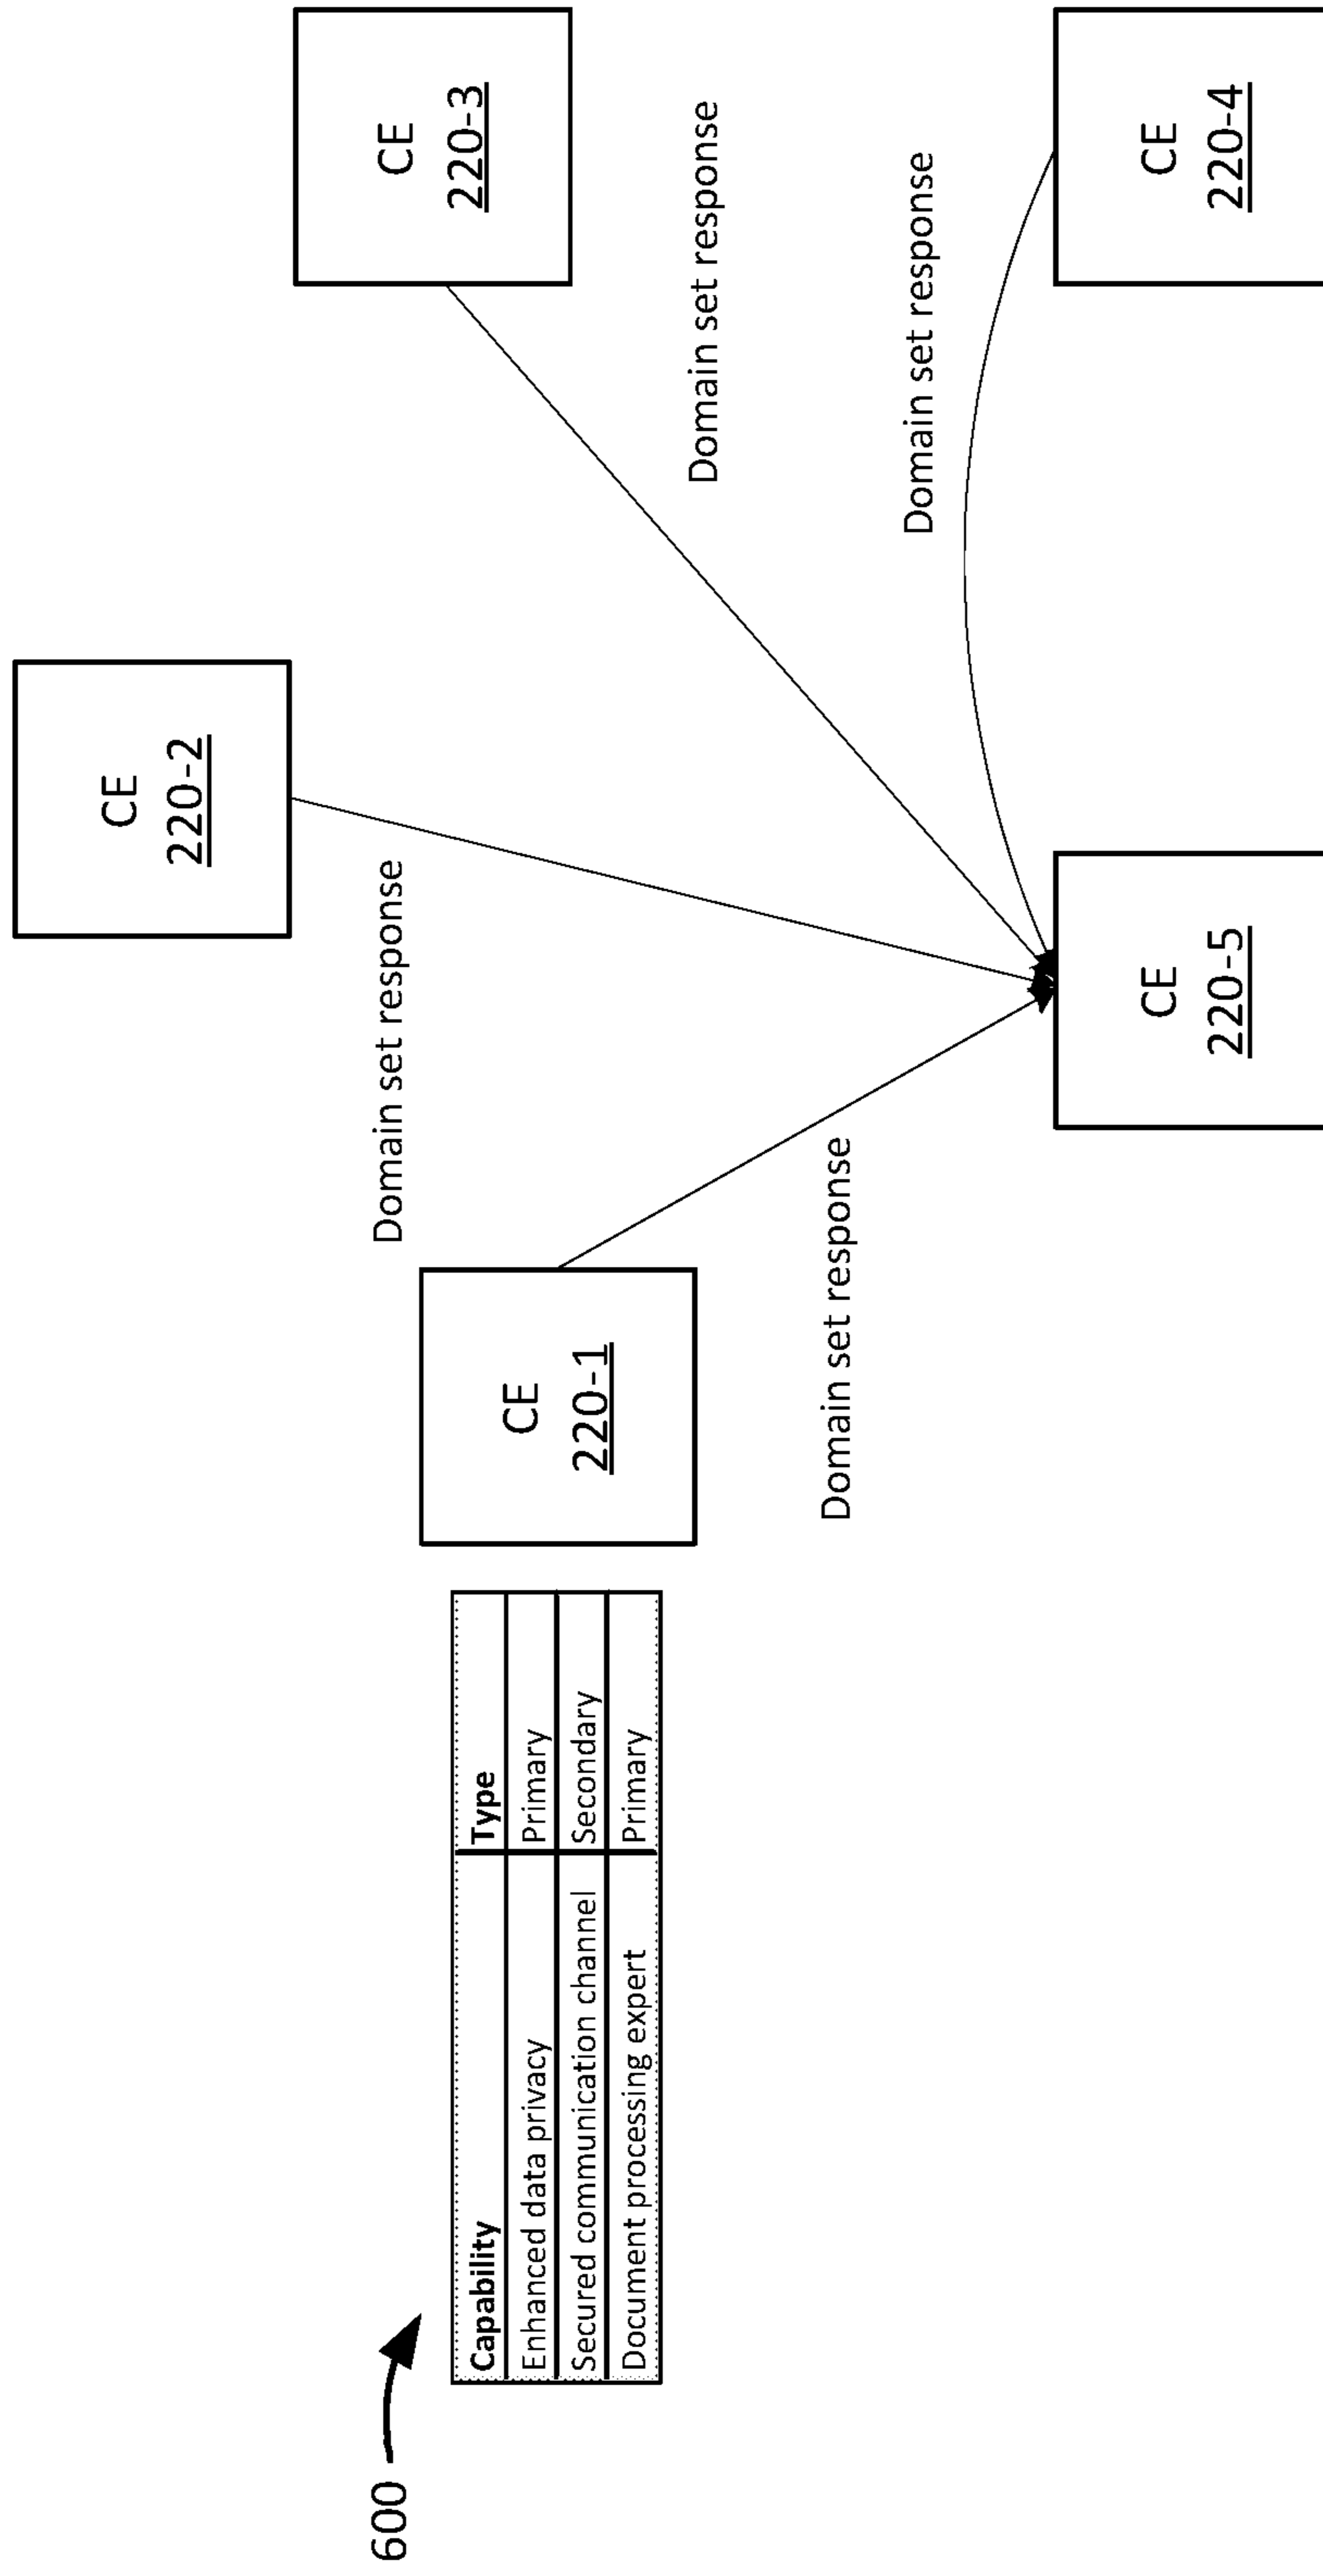 600
Capability Type
Enhanced data privacy Primary
Secured communication channel Secondary
Document processing expert Primary
CE
220-1
Domain set response
CE
220-2
Domain set response
CE
220-3
Domain set response
Domain set response
CE
220-5
CE
220-4